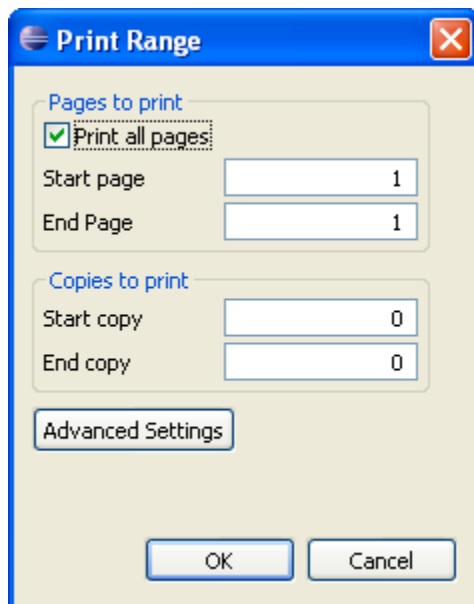 Print Range
Pages to print
Print all pages
Start page 1
End Page 1
Copies to print
Start copy 0
End copy 0
Advanced Settings
OK Cancel